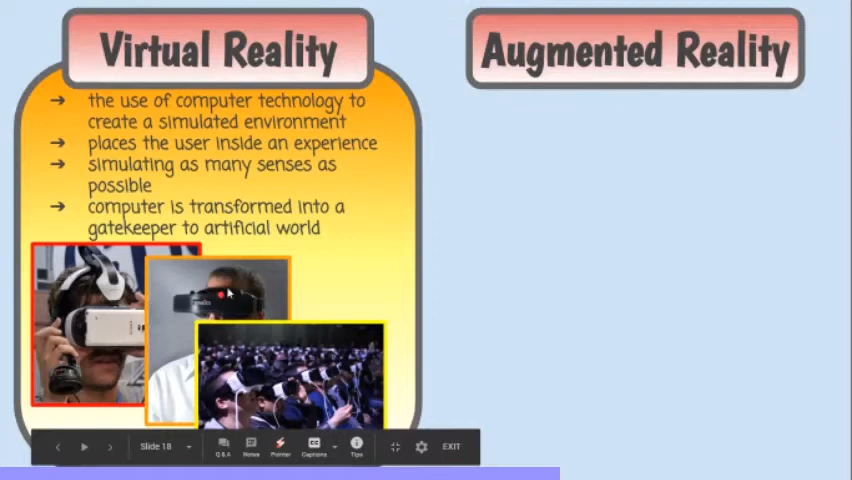 Virtual Reality
Augmented Reality
➔ the use of computer technology to
create a simulated environment
➔ places the user inside an experience
➔ simulating as many senses as
possible
➔ computer is transformed into a
gatekeeper to artificial world
Slide 18
Q & A
Notes
Pointer
Captions
Tips
EXIT